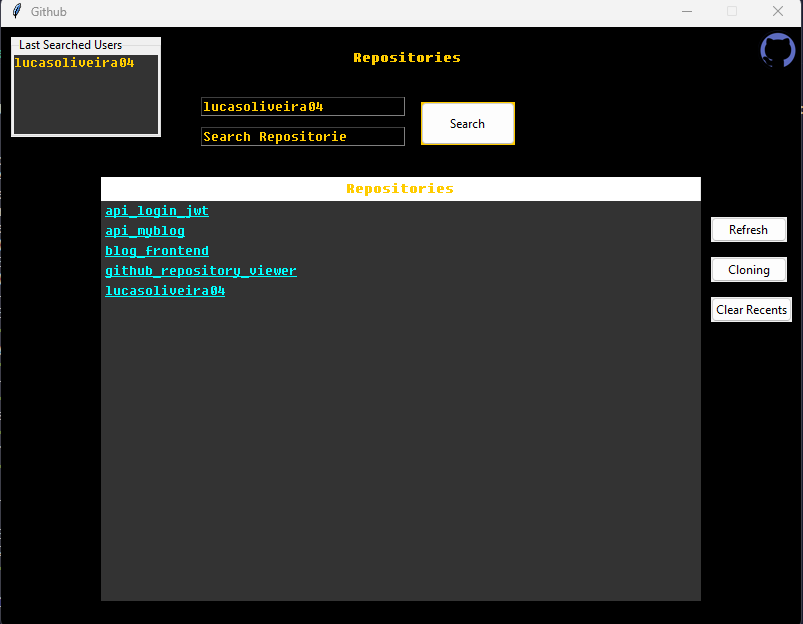 Github
Last Searched Users
lucasoliveira04
Repositories
lucasoliveira04
Search Repositorie
Search
Repositories
api_login_jwt
api_myblog
blog_frontend
github_repository_viewer
lucasoliveira04
Refresh
Cloning
Clear Recents